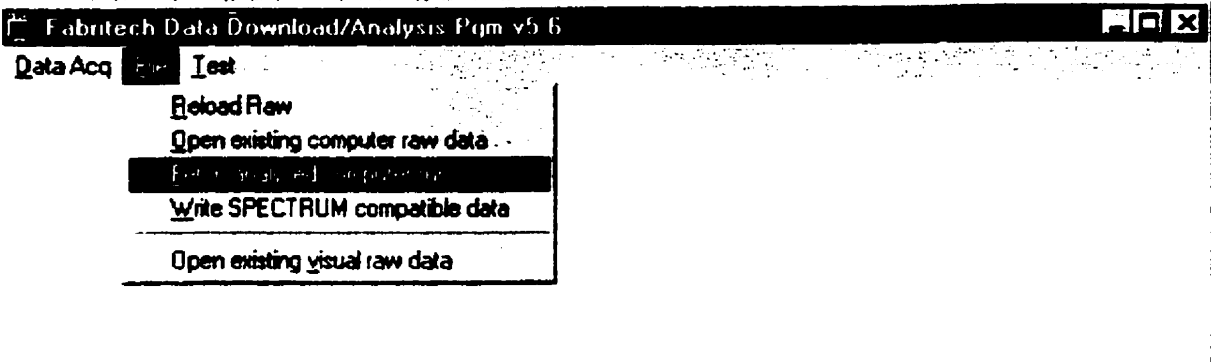 Fabritech Data Download/Analysis Pgm v5.6
Data Acq File Test
Reload Raw
Open existing computer raw data
Write SPECTRUM compatible data
Open existing visual raw data